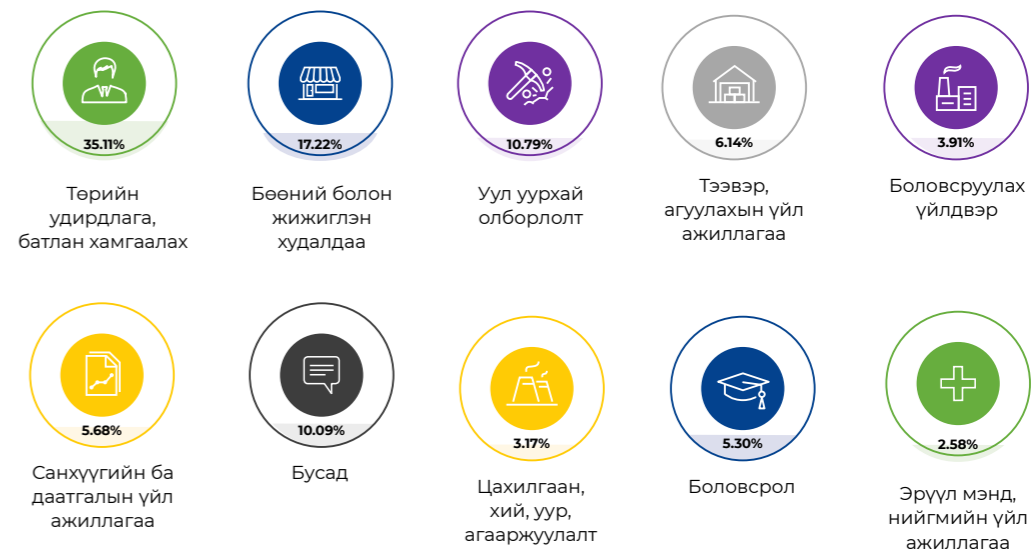 35.11%
Төрийн
удирдлага,
батлан хамгаалах
17.22%
Бөөний болон
жижиглэн
худалдаа
10.79%
Уул уурхай
олборлолт
6.14%
Тээвэр,
агуулахын үйл
ажиллагаа
3.91%
Боловсруулах
үйлдвэр
5.68%
Санхүүгийн ба
даатгалын үйл
ажиллагаа
10.09%
Бусад
3.17%
Цахилгаан,
хий, уур,
агааржуулалт
5.30%
Боловсрол
2.58%
Эрүүл мэнд,
нийгмийн үйл
ажиллагаа